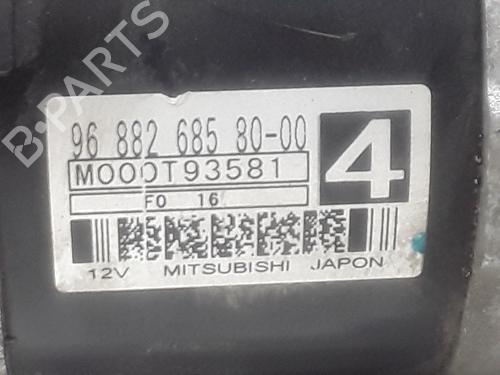 B-PARTS
96 882 685 80-00
4
M000T93581
F0 16
12V MITSUBISHI JAPON